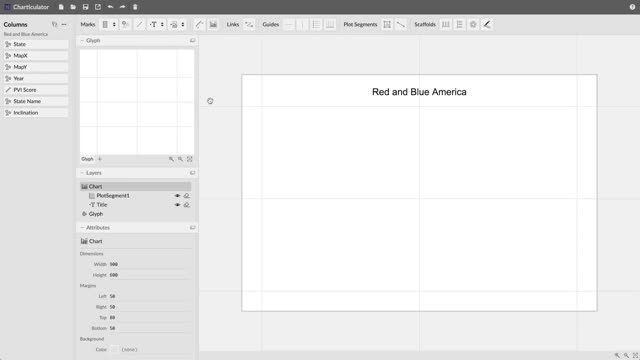 Charticulator
Columns
Red and Blue America
State
MapX
MapY
Year
PVI Score
State Name
Inclination
Marks
Links
Guides
Plot Segments
Scaffolds
Glyph
Glyph
Layers
Chart
PlotSegment1
Title
Glyph
Attributes
Chart
Dimensions
Width 900
Height 600
Margins
Left 50
Right 50
Top 80
Bottom 50
Background
Color (none)
Red and Blue America